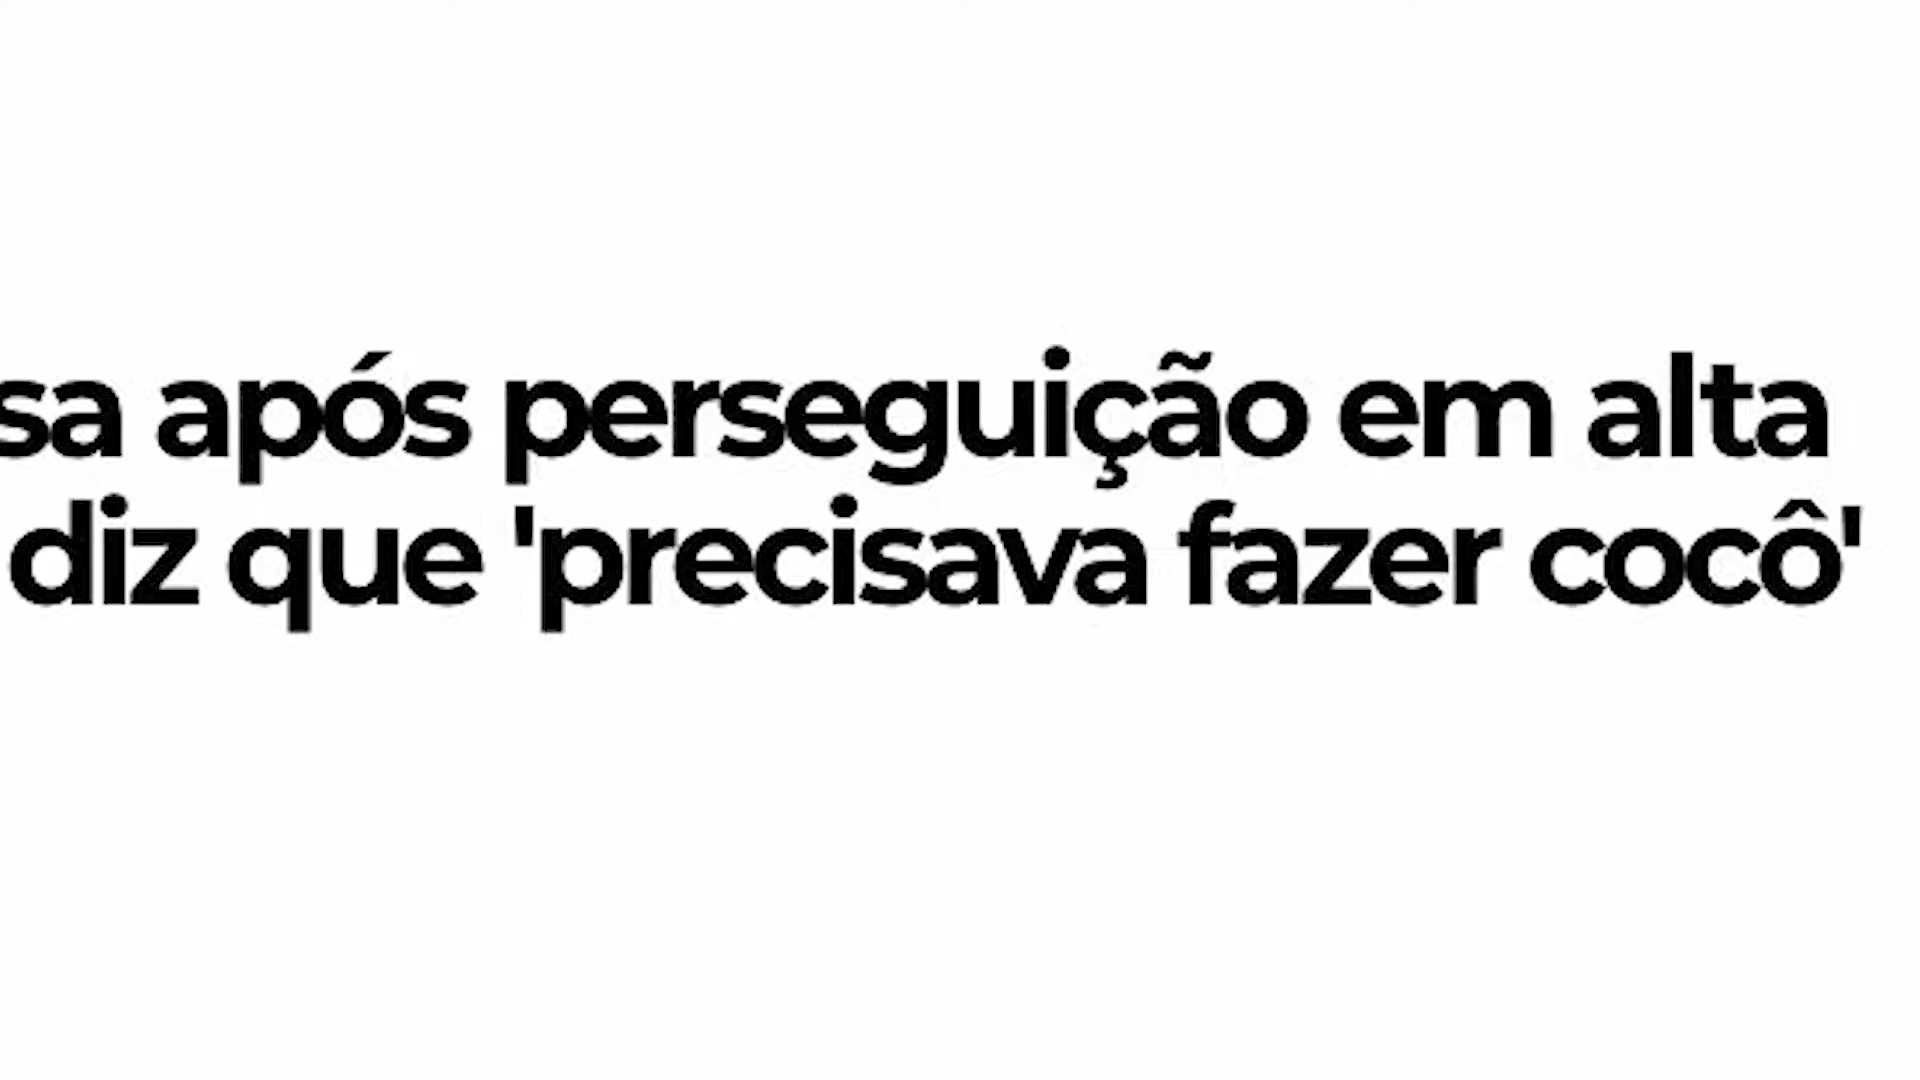 sa após perseguição em alta
diz que 'precisava fazer cocô'